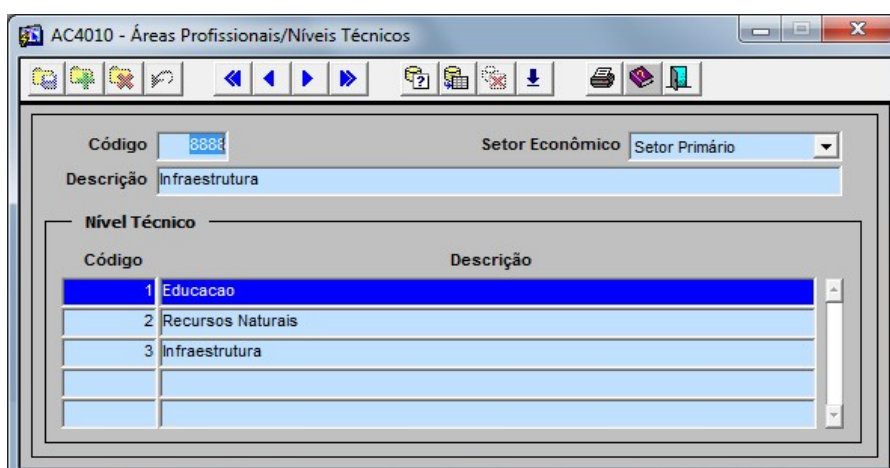 AC4010 - Áreas Profissionais/Níveis Técnicos
Código 8888 Setor Econômico Setor Primário
Descrição Infraestrutura
Nível Técnico
Código Descrição
1 Educacao
2 Recursos Naturais
3 Infraestrutura